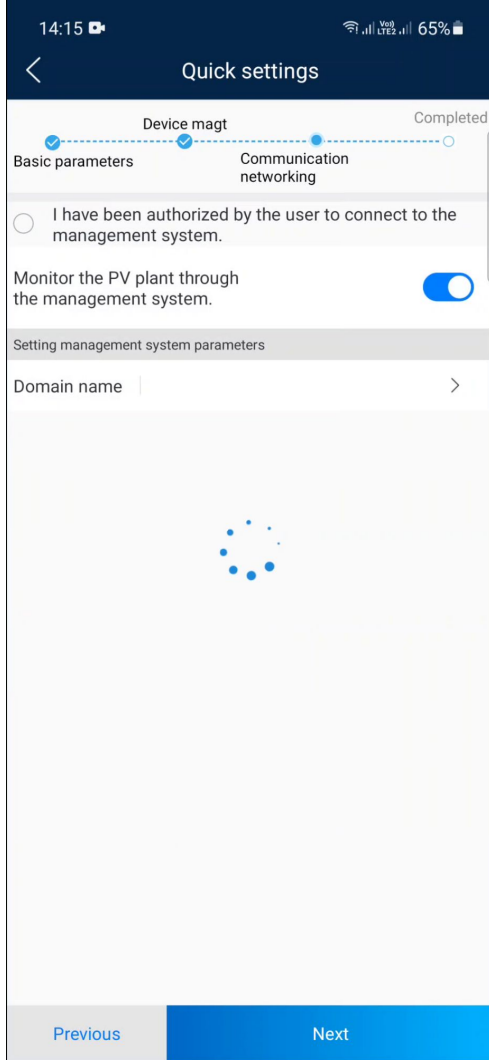 14:15
Vo))
LTE2
65%
Quick settings
Device magt
Completed
Basic parameters
Communication
networking
I have been authorized by the user to connect to the
management system.
Monitor the PV plant through
the management system.
Setting management system parameters
Domain name
Previous
Next